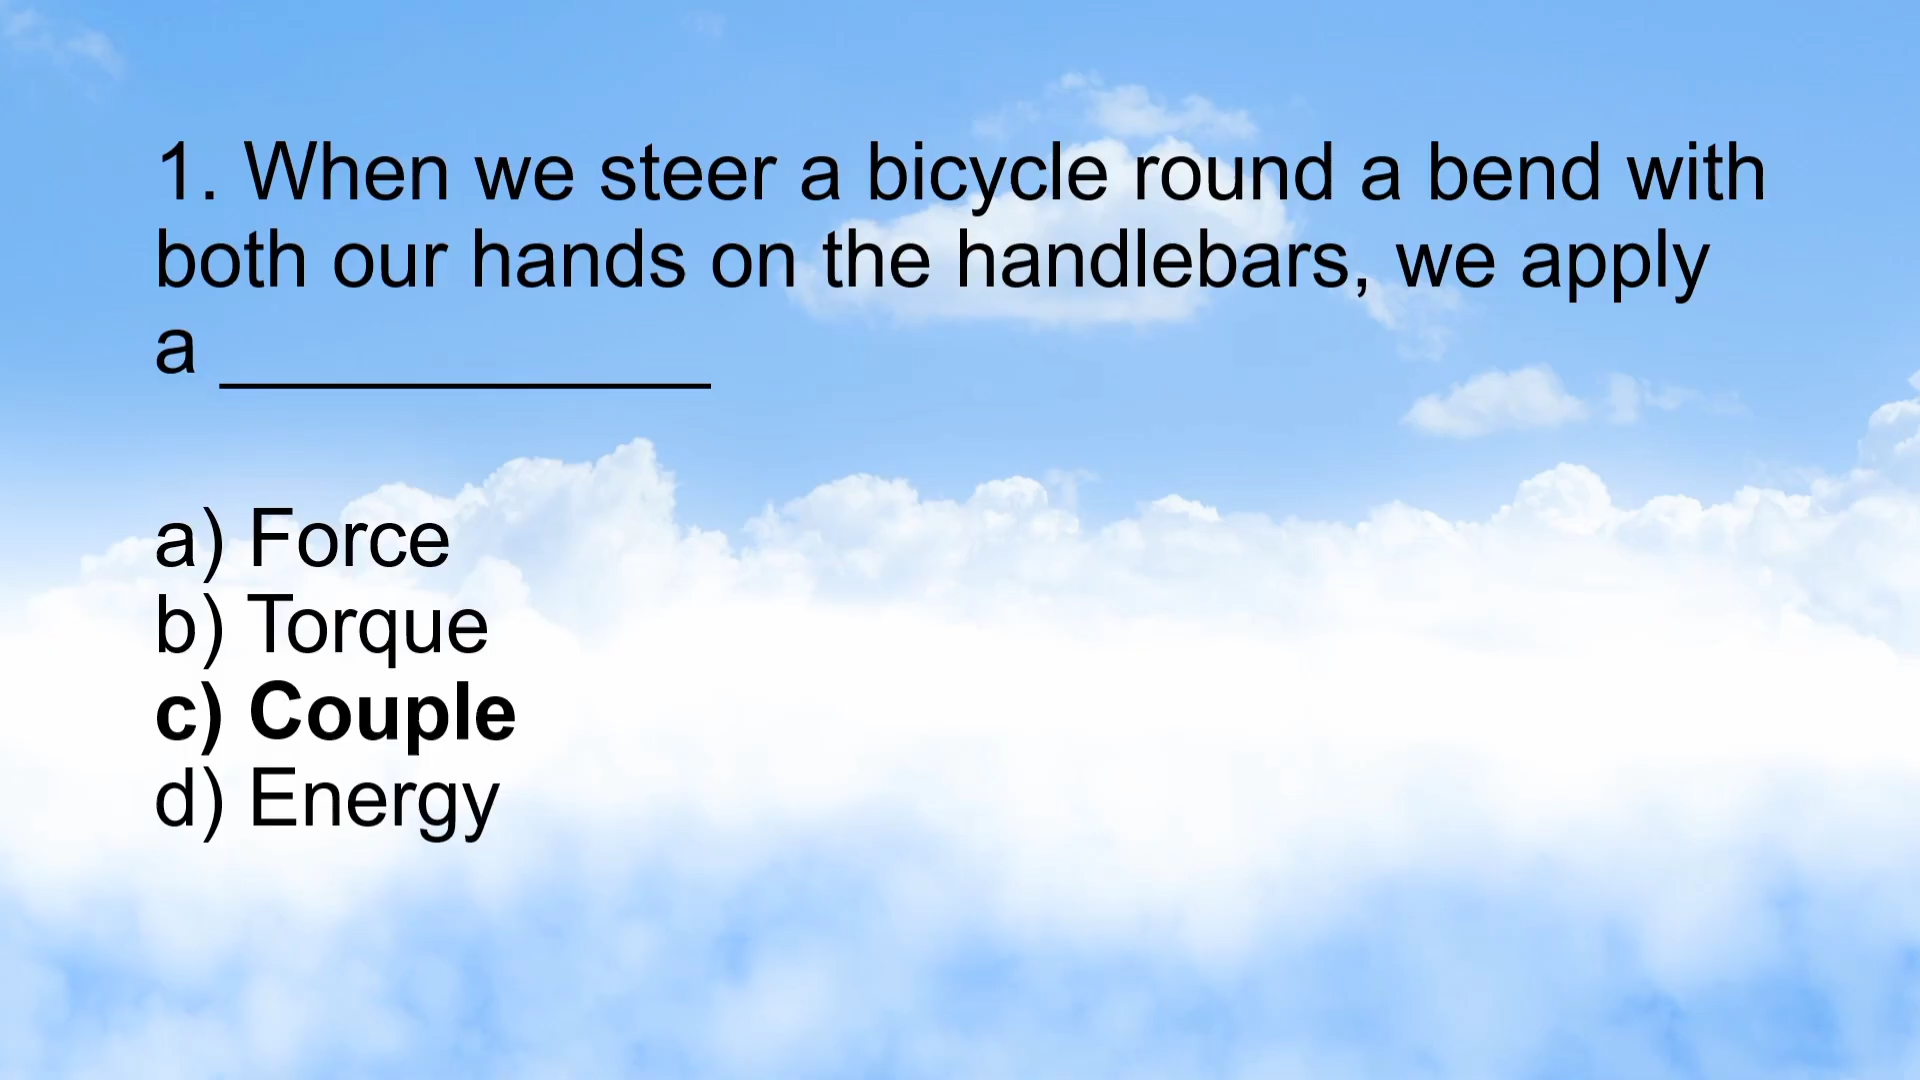 1. When we steer a bicycle round a bend with
both our hands on the handlebars, we apply
a _____________
a) Force
b) Torque
c) Couple
d) Energy